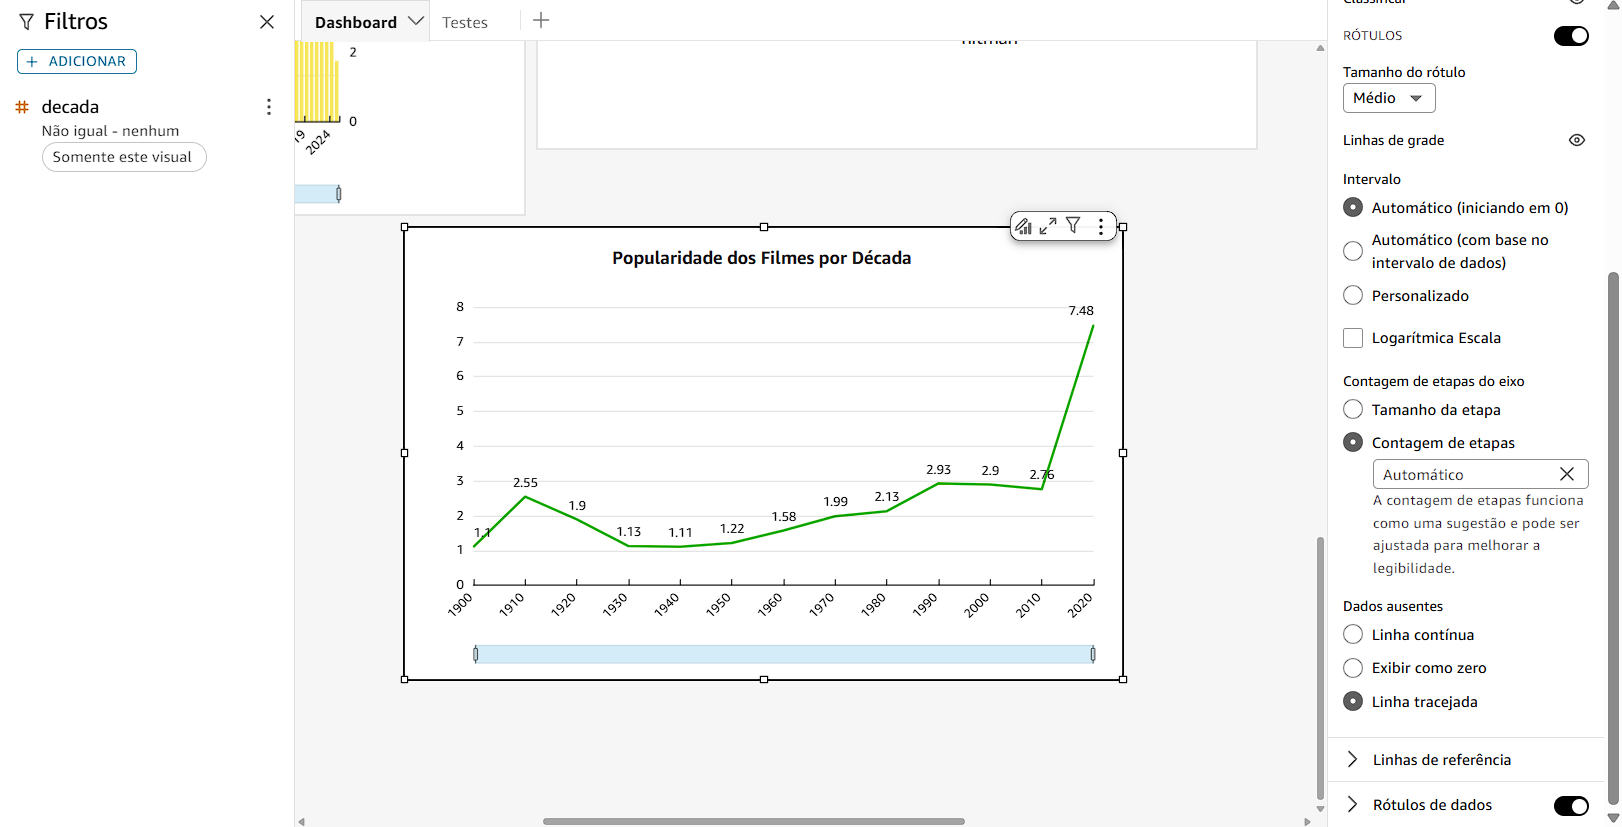 Filtros
ADICIONAR
decada
Não igual - nenhum
Somente este visual
Dashboard
Testes
2
0
2024
Popularidade dos Filmes por Década
8
7
6
5
4
3
2
1
0
1.1
2.55
1.9
1.13
1.11
1.22
1.58
1.99
2.13
2.93
2.9
2.76
7.48
1900
1910
1920
1930
1940
1950
1960
1970
1980
1990
2000
2010
2020
RÓTULOS
Tamanho do rótulo
Médio
Linhas de grade
Intervalo
Automático (iniciando em 0)
Automático (com base no
intervalo de dados)
Personalizado
Logarítmica Escala
Contagem de etapas do eixo
Tamanho da etapa
Contagem de etapas
Automático
A contagem de etapas funciona
como uma sugestão e pode ser
ajustada para melhorar a
legibilidade.
Dados ausentes
Linha contínua
Exibir como zero
Linha tracejada
Linhas de referência
Rótulos de dados